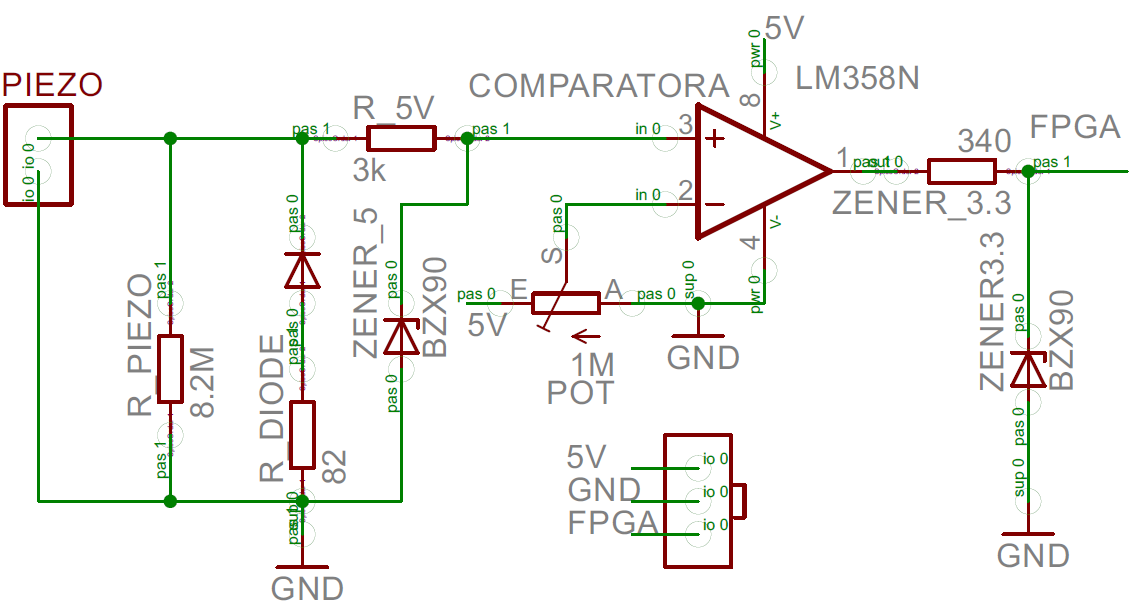 PIEZO
io 0
io 0
pas 1
R_5V
3k
pas 1
COMPARATORA
in 0
3
in 0
2
5V
pwr 0
LM358N
8
V+
1
pas 1
out 0
340
FPGA
pas 1
ZENER_3.3
V-
4
pwr 0
pas 0
S
pas 0
E
5V
A
pas 0
sup 0
GND
1M
POT
R_PIEZO
8.2M
pas 1
pas 1
pas 0
pas 0
pas 1
R_DIODE
82
pas 1
sup 0
GND
ZENER_5
BZX90
pas 0
pas 0
5V
GND
FPGA
io 0
io 0
io 0
ZENER3.3
BZX90
pas 0
pas 0
sup 0
GND